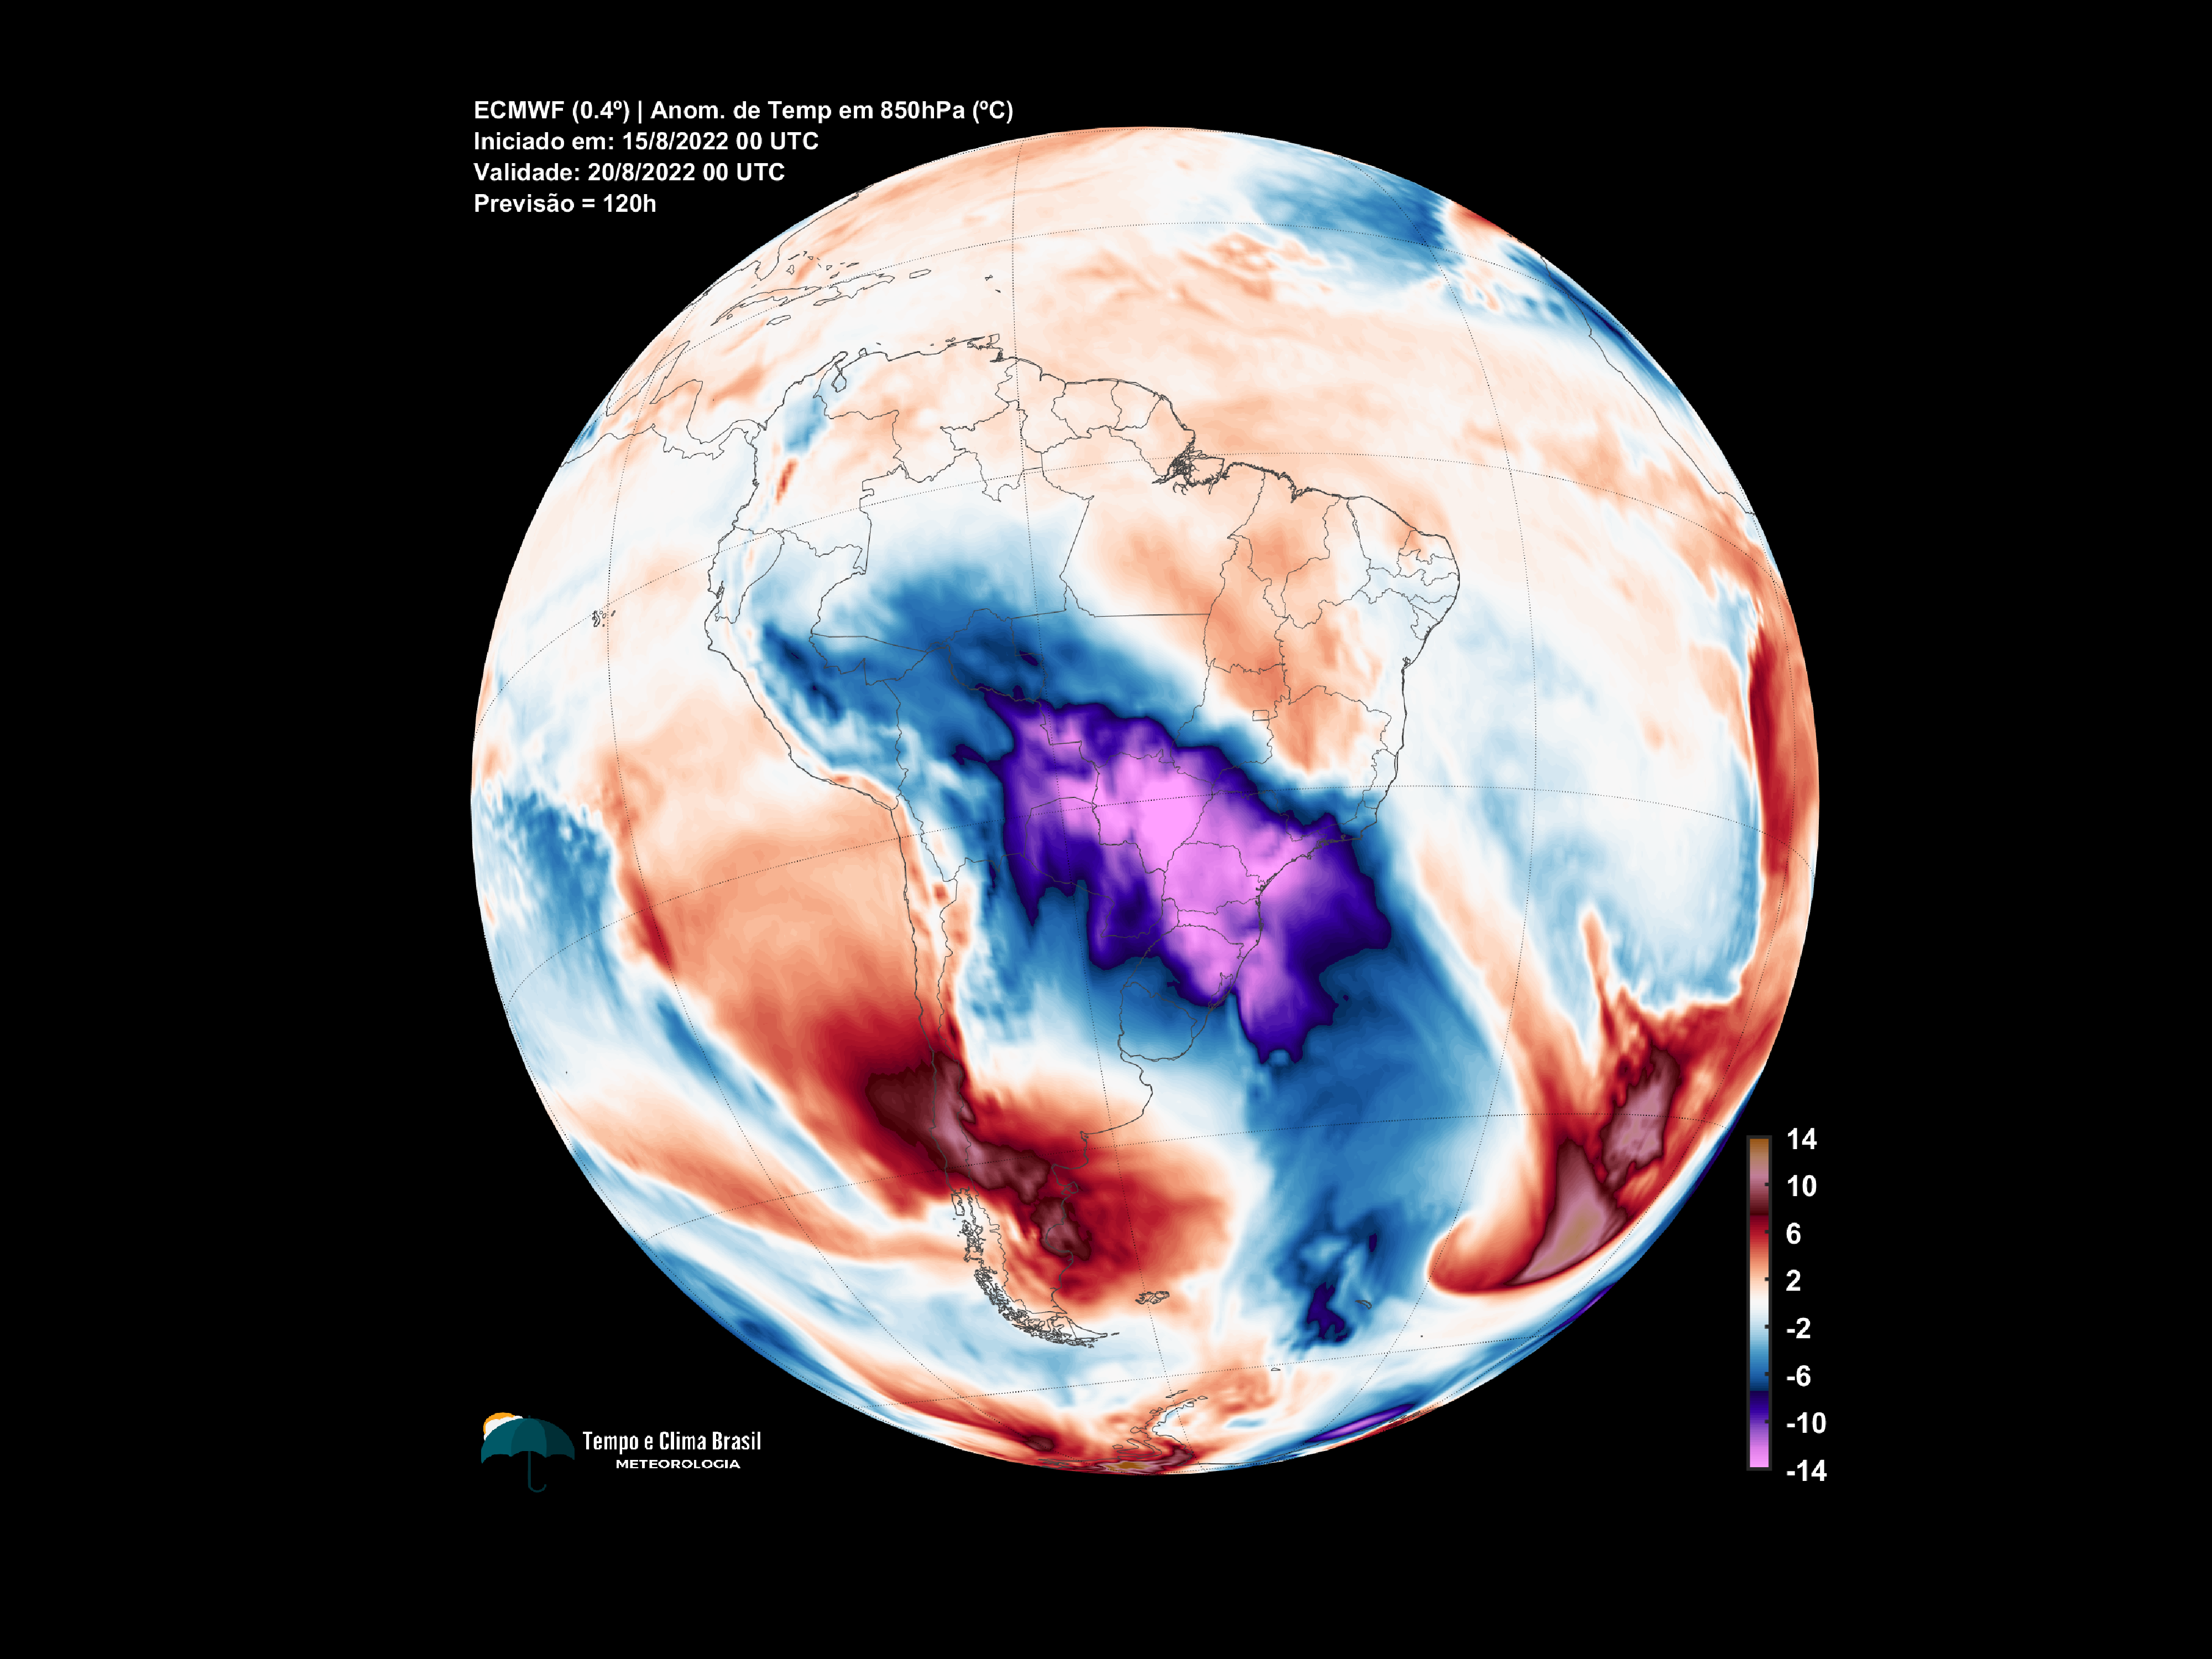 ECMWF (0.4º) | Anom. de Temp em 850hPa (ºC)
Iniciado em: 15/8/2022 00 UTC
Validade: 20/8/2022 00 UTC
Previsão = 120h
14
10
6
2
-2
-6
-10
-14
Tempo e Clima Brasil
METEOROLOGIA